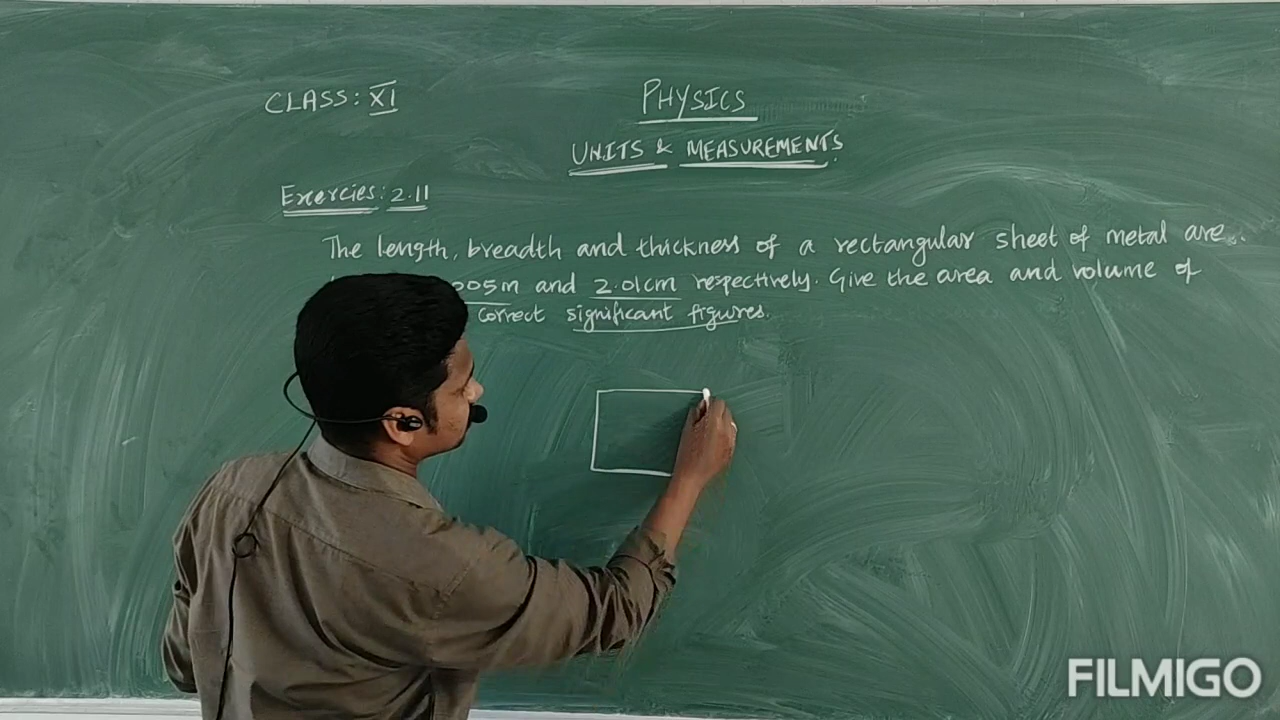 CLASS: XI
PHYSICS
UNITS & MEASUREMENTS
Exercies: 2.11
The length, breadth and thickness of a rectangular sheet of metal are
005m and 2.01cm respectively. Give the area and volume of
correct significant figures.
FILMIGO